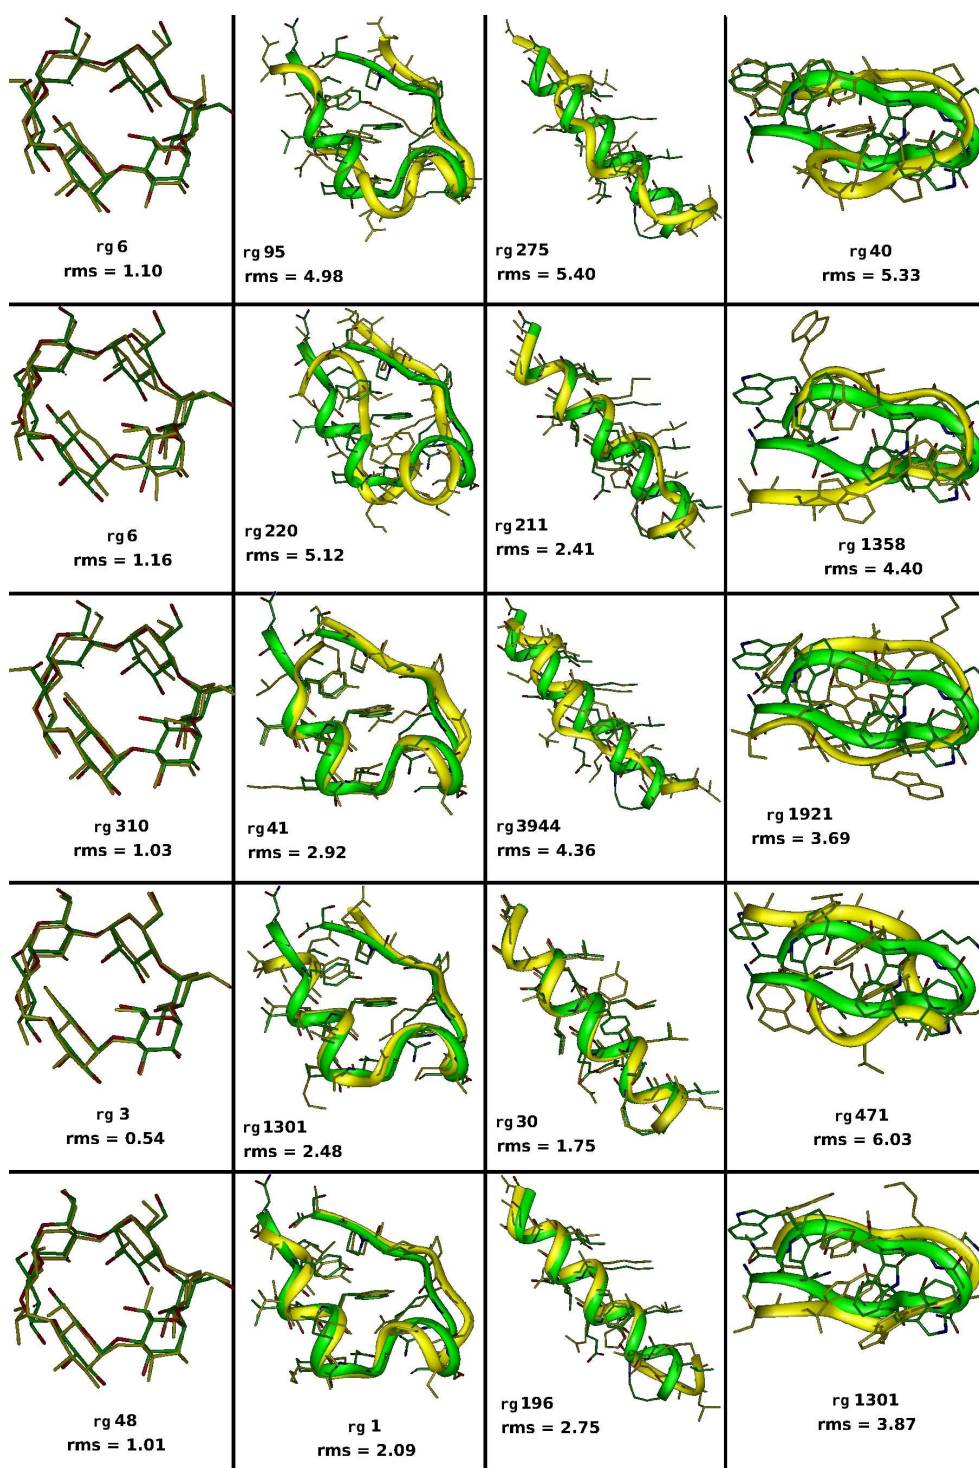 rg 6
rms = 1.10
rg 95
rms = 4.98
rg 275
rms = 5.40
rg 40
rms = 5.33
rg 6
rms = 1.16
rg 220
rms = 5.12
rg 211
rms = 2.41
rg 1358
rms = 4.40
rg 310
rms = 1.03
rg 41
rms = 2.92
rg 3944
rms = 4.36
rg 1921
rms = 3.69
rg 3
rms = 0.54
rg 1301
rms = 2.48
rg 30
rms = 1.75
rg 471
rms = 6.03
rg 48
rms = 1.01
rg 1
rms = 2.09
rg 196
rms = 2.75
rg 1301
rms = 3.87